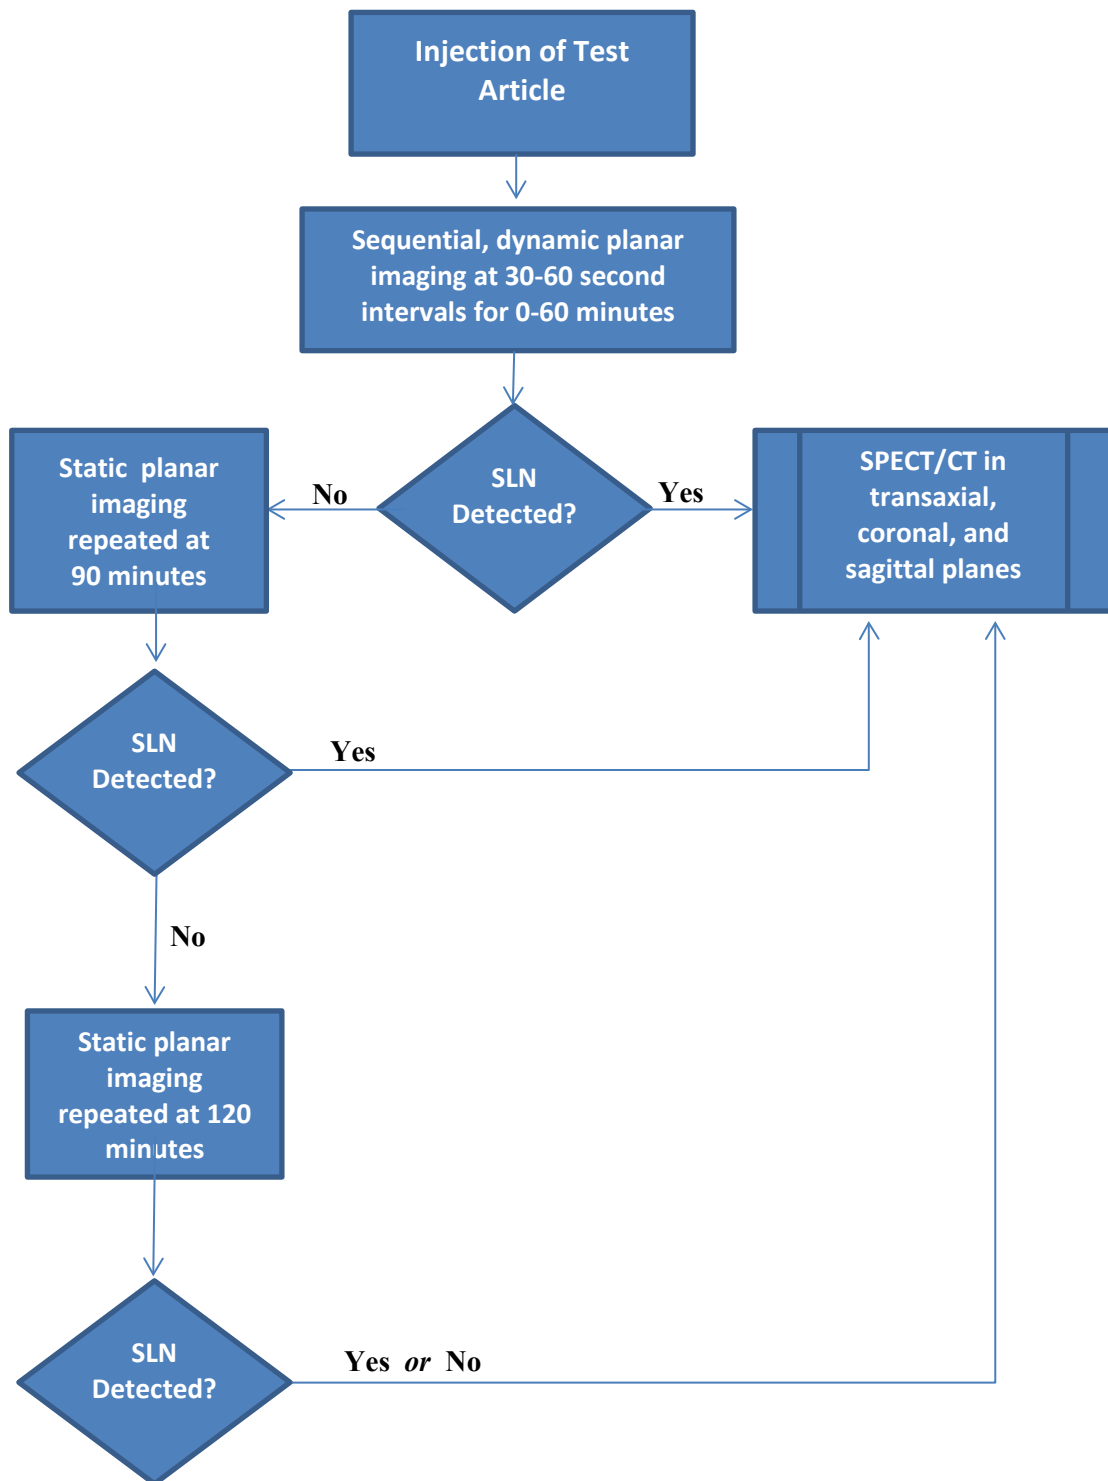 Injection of Test
Article
Sequential, dynamic planar
imaging at 30-60 second
intervals for 0-60 minutes
SLN
Detected?
No
Yes
Static planar
imaging
repeated at
90 minutes
SPECT/CT in
transaxial,
coronal, and
sagittal planes
SLN
Detected?
Yes
No
Static planar
imaging
repeated at 120
minutes
SLN
Detected?
Yes or No